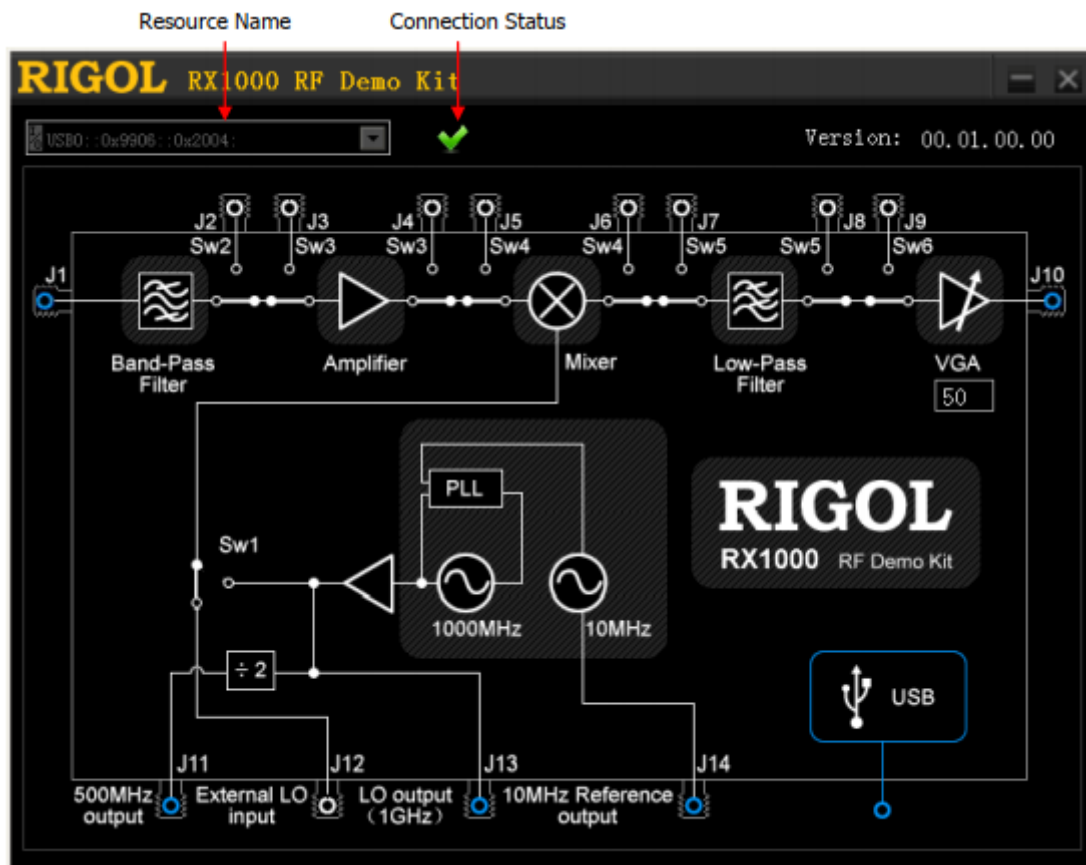 Resource Name
Connection Status
RIGOL RX1000 RF Demo Kit
USB0::0x9906::0x2004:
Version: 00.01.00.00
J1
J2
J3
J4
J5
J6
J7
J8
J9
J10
Sw2
Sw3
Sw3
Sw4
Sw4
Sw5
Sw5
Sw6
Band-Pass
Filter
Amplifier
Mixer
Low-Pass
Filter
VGA
50
PLL
Sw1
1000MHz
10MHz
÷ 2
RIGOL
RX1000 RF Demo Kit
USB
J11
J12
J13
J14
500MHz
output
External LO
input
LO output
(1GHz)
10MHz Reference
output